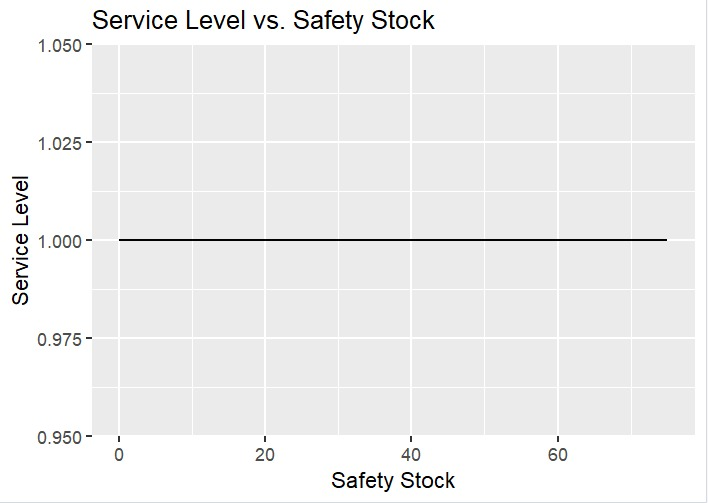 Service Level vs. Safety Stock
1.050
1.025
1.000
0.975
0.950
Service Level
0 20 40 60
Safety Stock